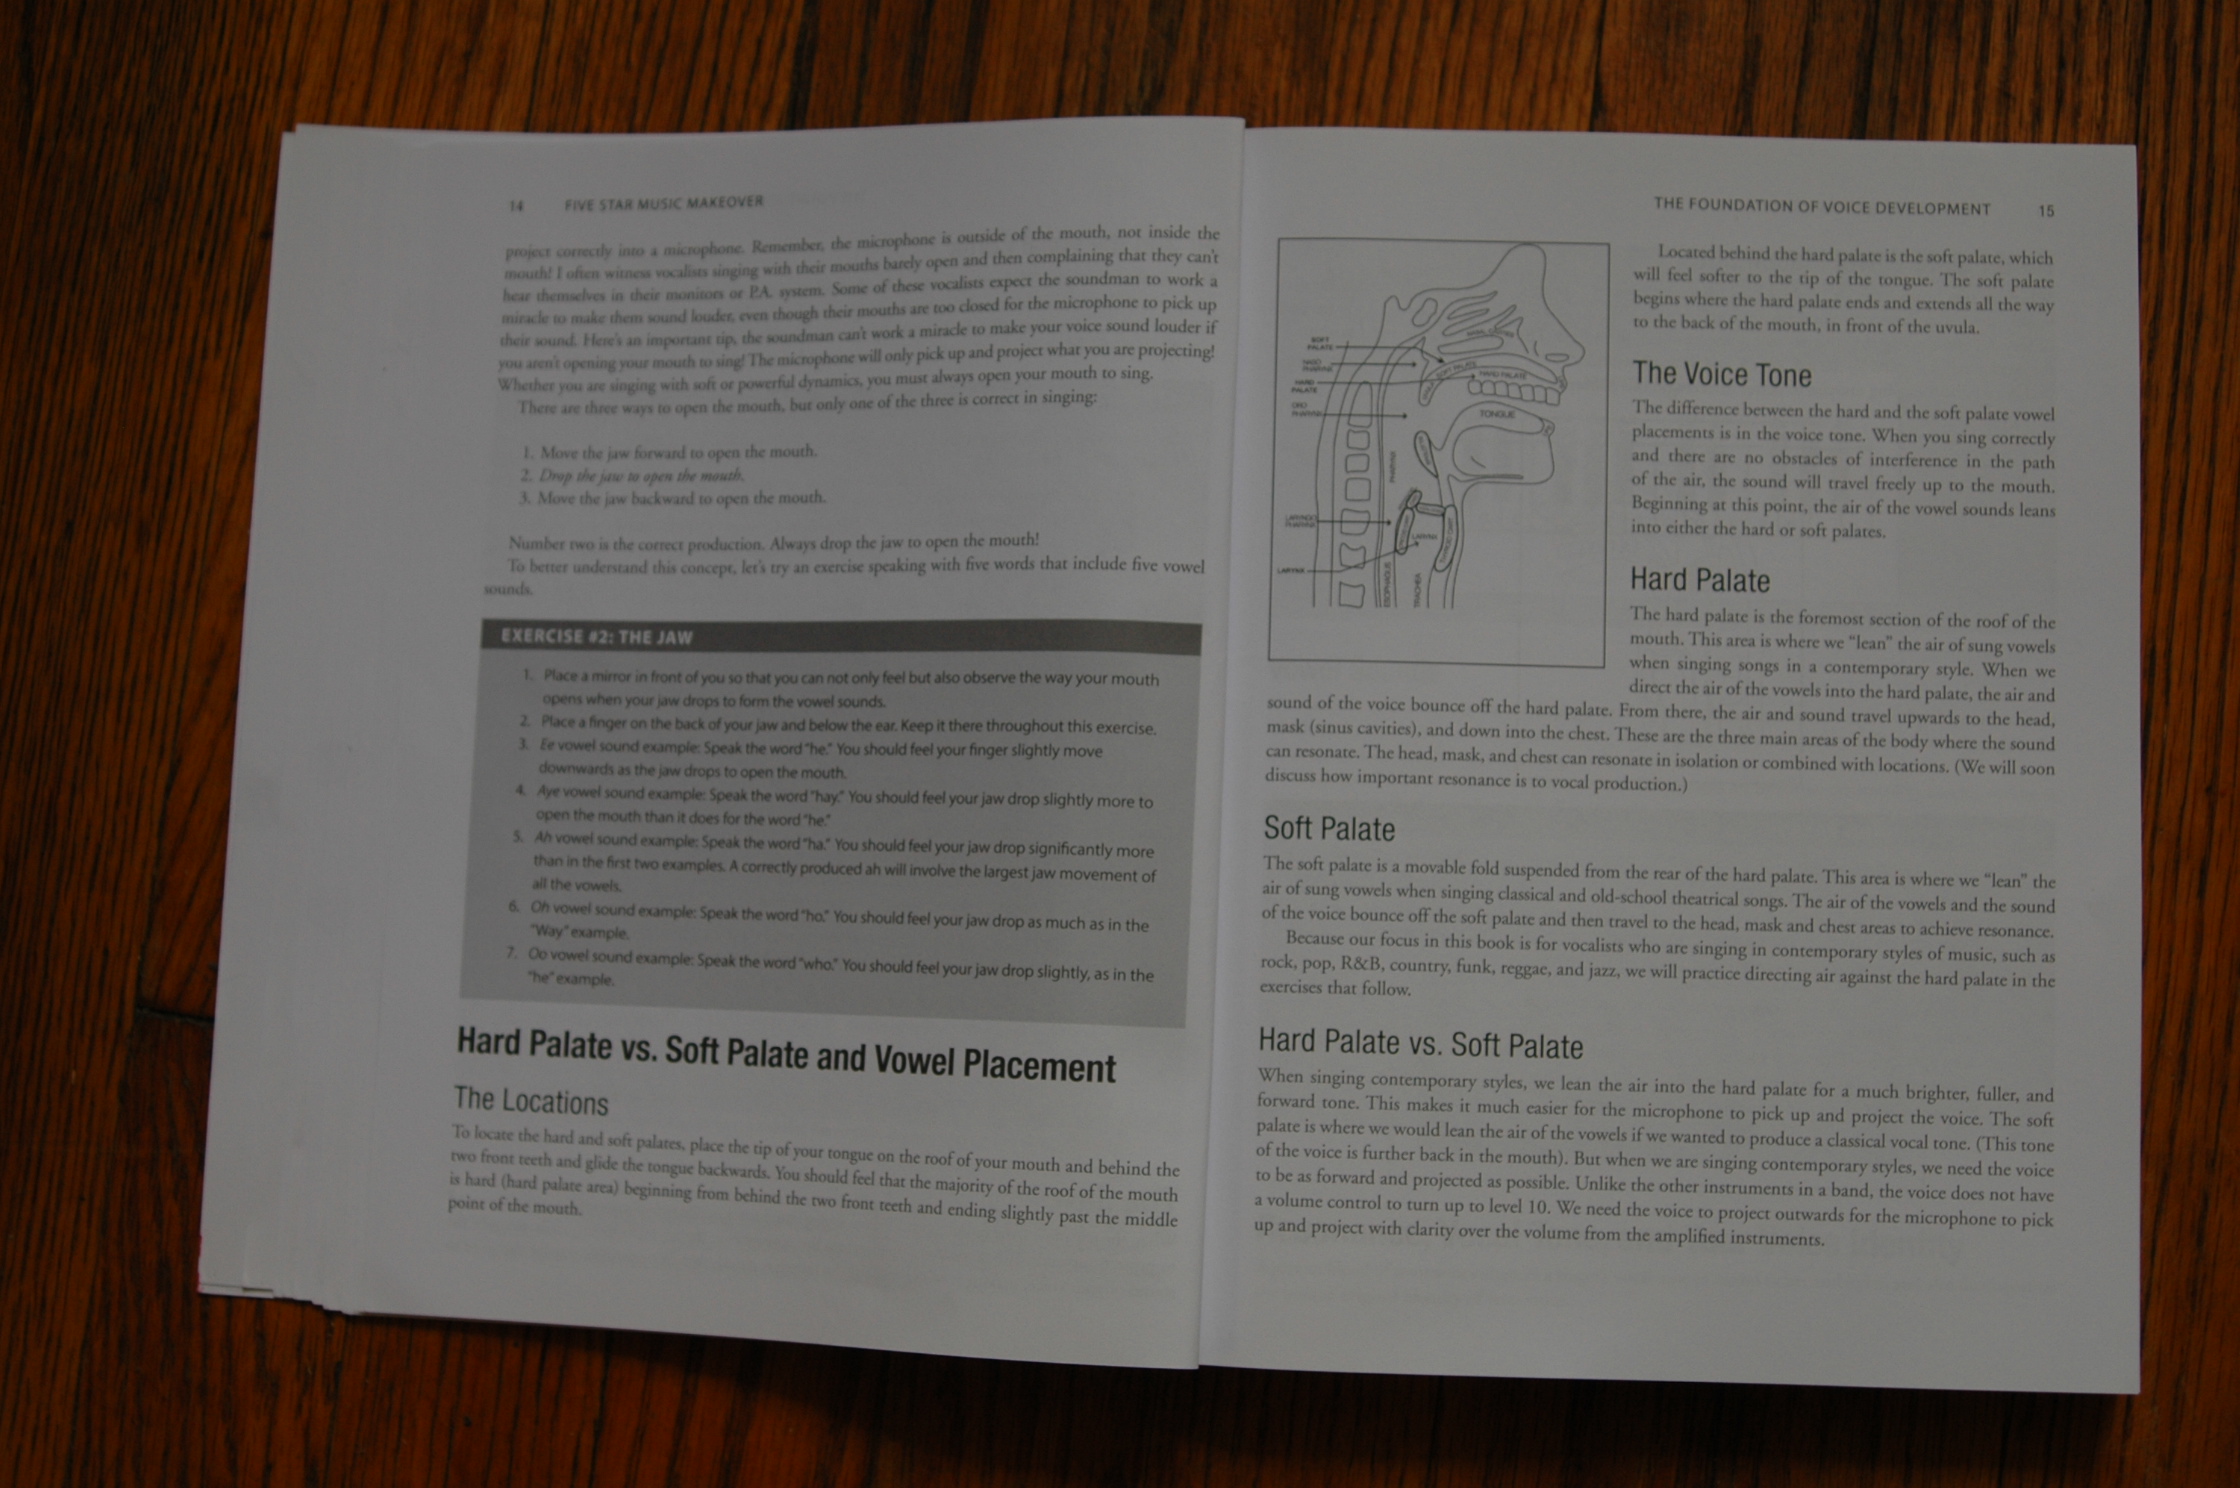 14 FIVE STAR MUSIC MAKEOVER
project correctly into a microphone. Remember, the microphone is outside of the mouth, not inside the
mouth! I often witness vocalists singing with their mouths barely open and then complaining that they can't
hear themselves in their monitors or P.A. system. Some of these vocalists expect the soundman to work a
miracle to make them sound louder, even though their mouths are too closed for the microphone to pick up
their sound. Here's an important tip, the soundman can't work a miracle to make your voice sound louder if
you aren't opening your mouth to sing! The microphone will only pick up and project what you are projecting!
Whether you are singing with soft or powerful dynamics, you must always open your mouth to sing.
There are three ways to open the mouth, but only one of the three is correct in singing:
1. Move the jaw forward to open the mouth.
2. Drop the jaw to open the mouth.
3. Move the jaw backward to open the mouth.
Number two is the correct production. Always drop the jaw to open the mouth!
To better understand this concept, let's try an exercise speaking with five words that include five vowel
sounds.
EXERCISE #2: THE JAW
1. Place a mirror in front of you so that you can not only feel but also observe the way your mouth
opens when your jaw drops to form the vowel sounds.
2. Place a finger on the back of your jaw and below the ear. Keep it there throughout this exercise.
3. Ee vowel sound example: Speak the word "he." You should feel your finger slightly move
downwards as the jaw drops to open the mouth.
4. Aye vowel sound example: Speak the word "hay." You should feel your jaw drop slightly more to
open the mouth than it does for the word "he."
5. Ah vowel sound example: Speak the word "ha." You should feel your jaw drop significantly more
than in the first two examples. A correctly produced ah will involve the largest jaw movement of
all the vowels.
6. Oh vowel sound example: Speak the word "ho." You should feel your jaw drop as much as in the
"Way" example.
7. Oo vowel sound example: Speak the word "who." You should feel your jaw drop slightly, as in the
"he" example.
Hard Palate vs. Soft Palate and Vowel Placement
The Locations
To locate the hard and soft palates, place the tip of your tongue on the roof of your mouth and behind the
two front teeth and glide the tongue backwards. You should feel that the majority of the roof of the mouth
is hard (hard palate area) beginning from behind the two front teeth and ending slightly past the middle
point of the mouth.
THE FOUNDATION OF VOICE DEVELOPMENT 15
SOFT
PALATE
HARD
PALATE
ORO
PHARYNX
LARYNGO
PHARYNX
LARYNX
SOFT PALATE
HARD PALATE
TONGUE
PHARYNX
LARYNX
ESOPHAGUS
TRACHEA
Located behind the hard palate is the soft palate, which
will feel softer to the tip of the tongue. The soft palate
begins where the hard palate ends and extends all the way
to the back of the mouth, in front of the uvula.
The Voice Tone
The difference between the hard and the soft palate vowel
placements is in the voice tone. When you sing correctly
and there are no obstacles of interference in the path
of the air, the sound will travel freely up to the mouth.
Beginning at this point, the air of the vowel sounds leans
into either the hard or soft palates.
Hard Palate
The hard palate is the foremost section of the roof of the
mouth. This area is where we "lean" the air of sung vowels
when singing songs in a contemporary style. When we
direct the air of the vowels into the hard palate, the air and
sound of the voice bounce off the hard palate. From there, the air and sound travel upwards to the head,
mask (sinus cavities), and down into the chest. These are the three main areas of the body where the sound
can resonate. The head, mask, and chest can resonate in isolation or combined with locations. (We will soon
discuss how important resonance is to vocal production.)
Soft Palate
The soft palate is a movable fold suspended from the rear of the hard palate. This area is where we "lean" the
air of sung vowels when singing classical and old-school theatrical songs. The air of the vowels and the sound
of the voice bounce off the soft palate and then travel to the head, mask and chest areas to achieve resonance.
Because our focus in this book is for vocalists who are singing in contemporary styles of music, such as
rock, pop, R&B, country, funk, reggae, and jazz, we will practice directing air against the hard palate in the
exercises that follow.
Hard Palate vs. Soft Palate
When singing contemporary styles, we lean the air into the hard palate for a much brighter, fuller, and
forward tone. This makes it much easier for the microphone to pick up and project the voice. The soft
palate is where we would lean the air of the vowels if we wanted to produce a classical vocal tone. (This tone
of the voice is further back in the mouth). But when we are singing contemporary styles, we need the voice
to be as forward and projected as possible. Unlike the other instruments in a band, the voice does not have
a volume control to turn up to level 10. We need the voice to project outwards for the microphone to pick
up and project with clarity over the volume from the amplified instruments.